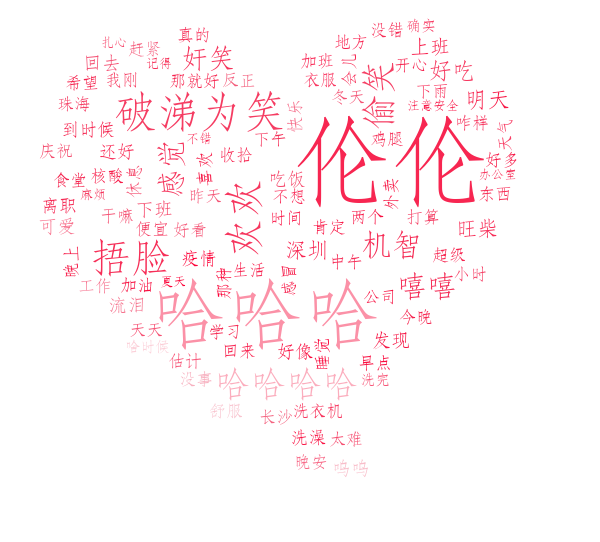 扎心
赶紧
真的
地方
没错
确实
回去
记得
奸笑
加班
会儿
上班
希望
我刚
那就好
反正
衣服
偷笑
开心
好吃
珠海
破涕为笑
快乐
冬天
下雨
注意安全
明天
到时候
不错
下午
鸡腿
咋样
天气
庆祝
还好
感觉
喜欢
收拾
伦伦
好多
食堂
核酸
休息
吃饭
办公室
麻烦
昨天
欢欢
不想
外卖
东西
离职
干嘛
下班
时间
两个
打算
可爱
便宜
好看
肯定
旺柴
晚上
捂脸
疫情
深圳
机智
超级
那种
生活
感冒
中午
小时
工作
加油
夏天
哈哈哈
公司
嘻嘻
流泪
今晚
天天
学习
哈时候
回来
好像
睡觉
发现
估计
早点
没事
哈哈哈哈
洗完
舒服
长沙
洗衣机
洗澡
太难
晚安
呜呜